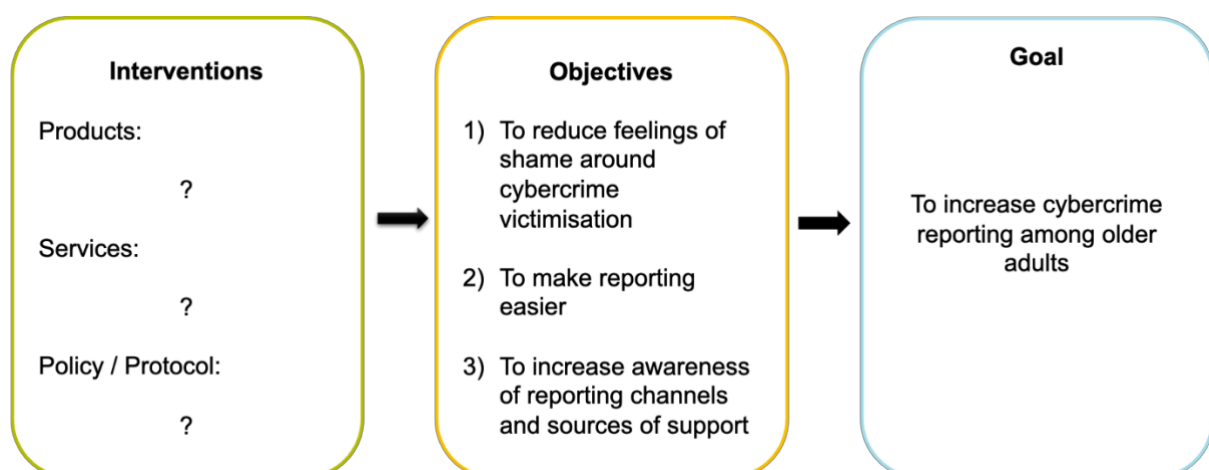 Interventions
Products:
?
Services:
?
Policy / Protocol:
?
Objectives
1) To reduce feelings of
shame around
cybercrime
victimisation
2) To make reporting
easier
3) To increase awareness
of reporting channels
and sources of support
Goal
To increase cybercrime
reporting among older
adults